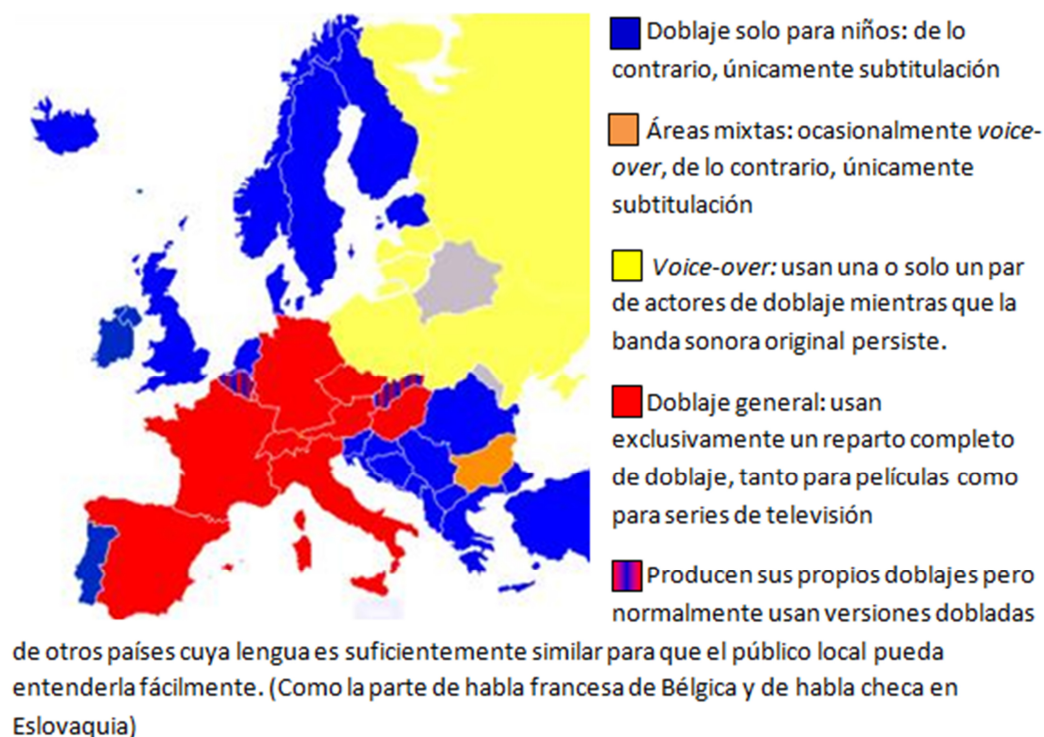 Doblaje solo para niños: de lo
contrario, únicamente subtitulación
Áreas mixtas: ocasionalmente voice-
over, de lo contrario, únicamente
subtitulación
Voice-over: usan una o solo un par
de actores de doblaje mientras que la
banda sonora original persiste.
Doblaje general: usan
exclusivamente un reparto completo
de doblaje, tanto para películas como
para series de televisión
Producen sus propios doblajes pero
normalmente usan versiones dobladas
de otros países cuya lengua es suficientemente similar para que el público local pueda
entenderla fácilmente. (Como la parte de habla francesa de Bélgica y de habla checa en
Eslovaquia)